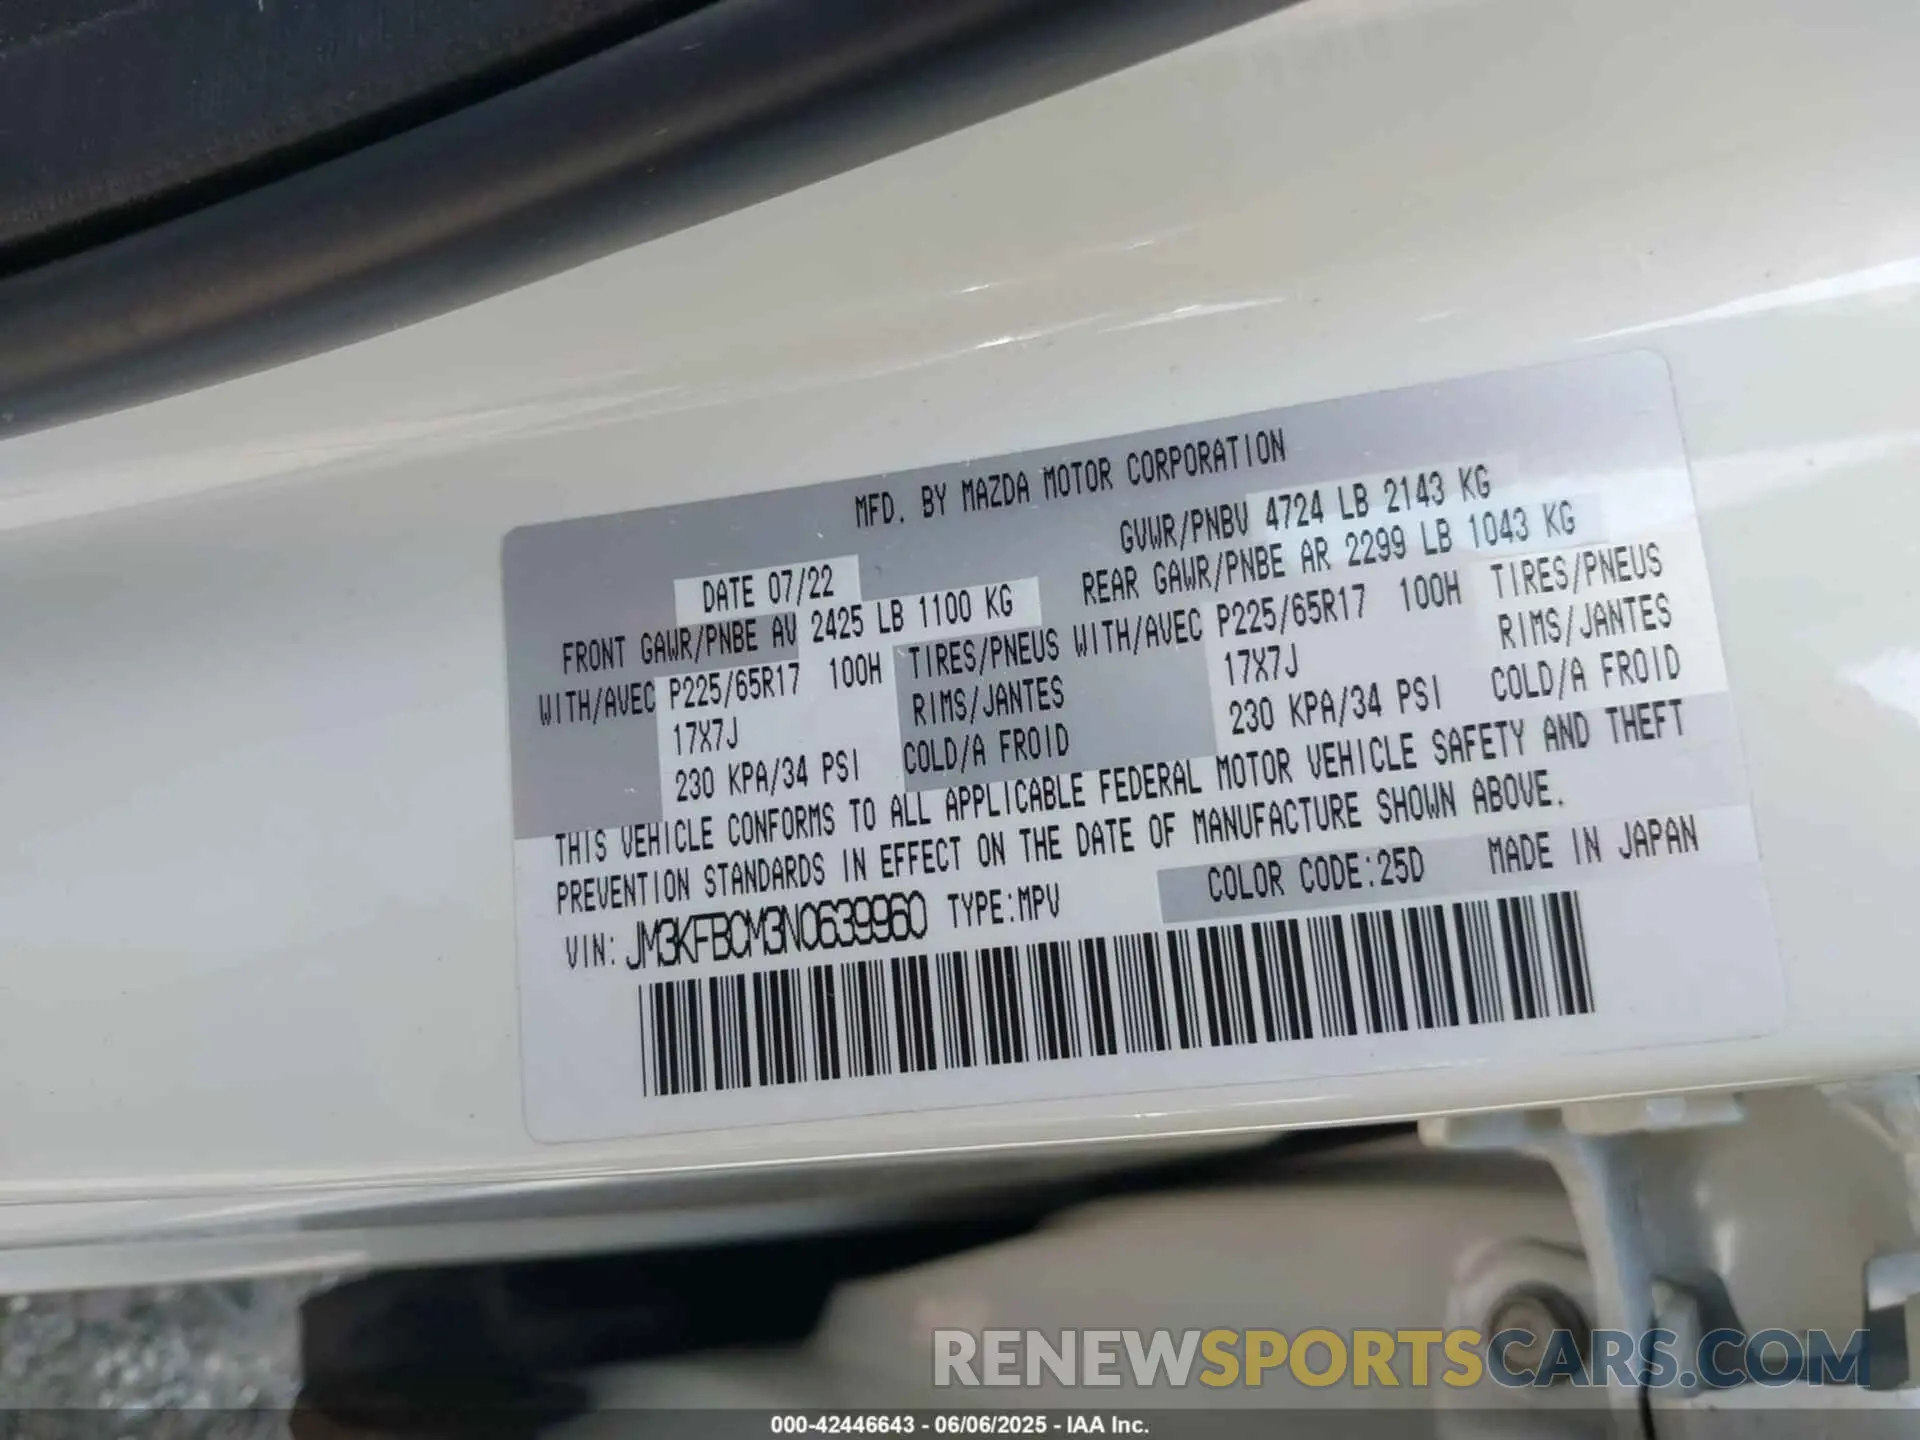 MFD. BY MAZDA MOTOR CORPORATION
DATE 07/22 GVWR/PNBV 4724 LB 2143 KG
FRONT GAWR/PNBE AV 2425 LB 1100 KG REAR GAWR/PNBE AR 2299 LB 1043 KG
WITH/AVEC P225/65R17 100H TIRES/PNEUS WITH/AVEC P225/65R17 100H TIRES/PNEUS
17X7J RIMS/JANTES 17X7J RIMS/JANTES
230 KPA/34 PSI COLD/A FROID 230 KPA/34 PSI COLD/A FROID
THIS VEHICLE CONFORMS TO ALL APPLICABLE FEDERAL MOTOR VEHICLE SAFETY AND THEFT
PREVENTION STANDARDS IN EFFECT ON THE DATE OF MANUFACTURE SHOWN ABOVE.
VIN: JM3KFBCM3N0639960 TYPE:MPV COLOR CODE:25D MADE IN JAPAN
RENEWSPORTSCARS.COM
000-42446643 - 06/06/2025 - IAA Inc.